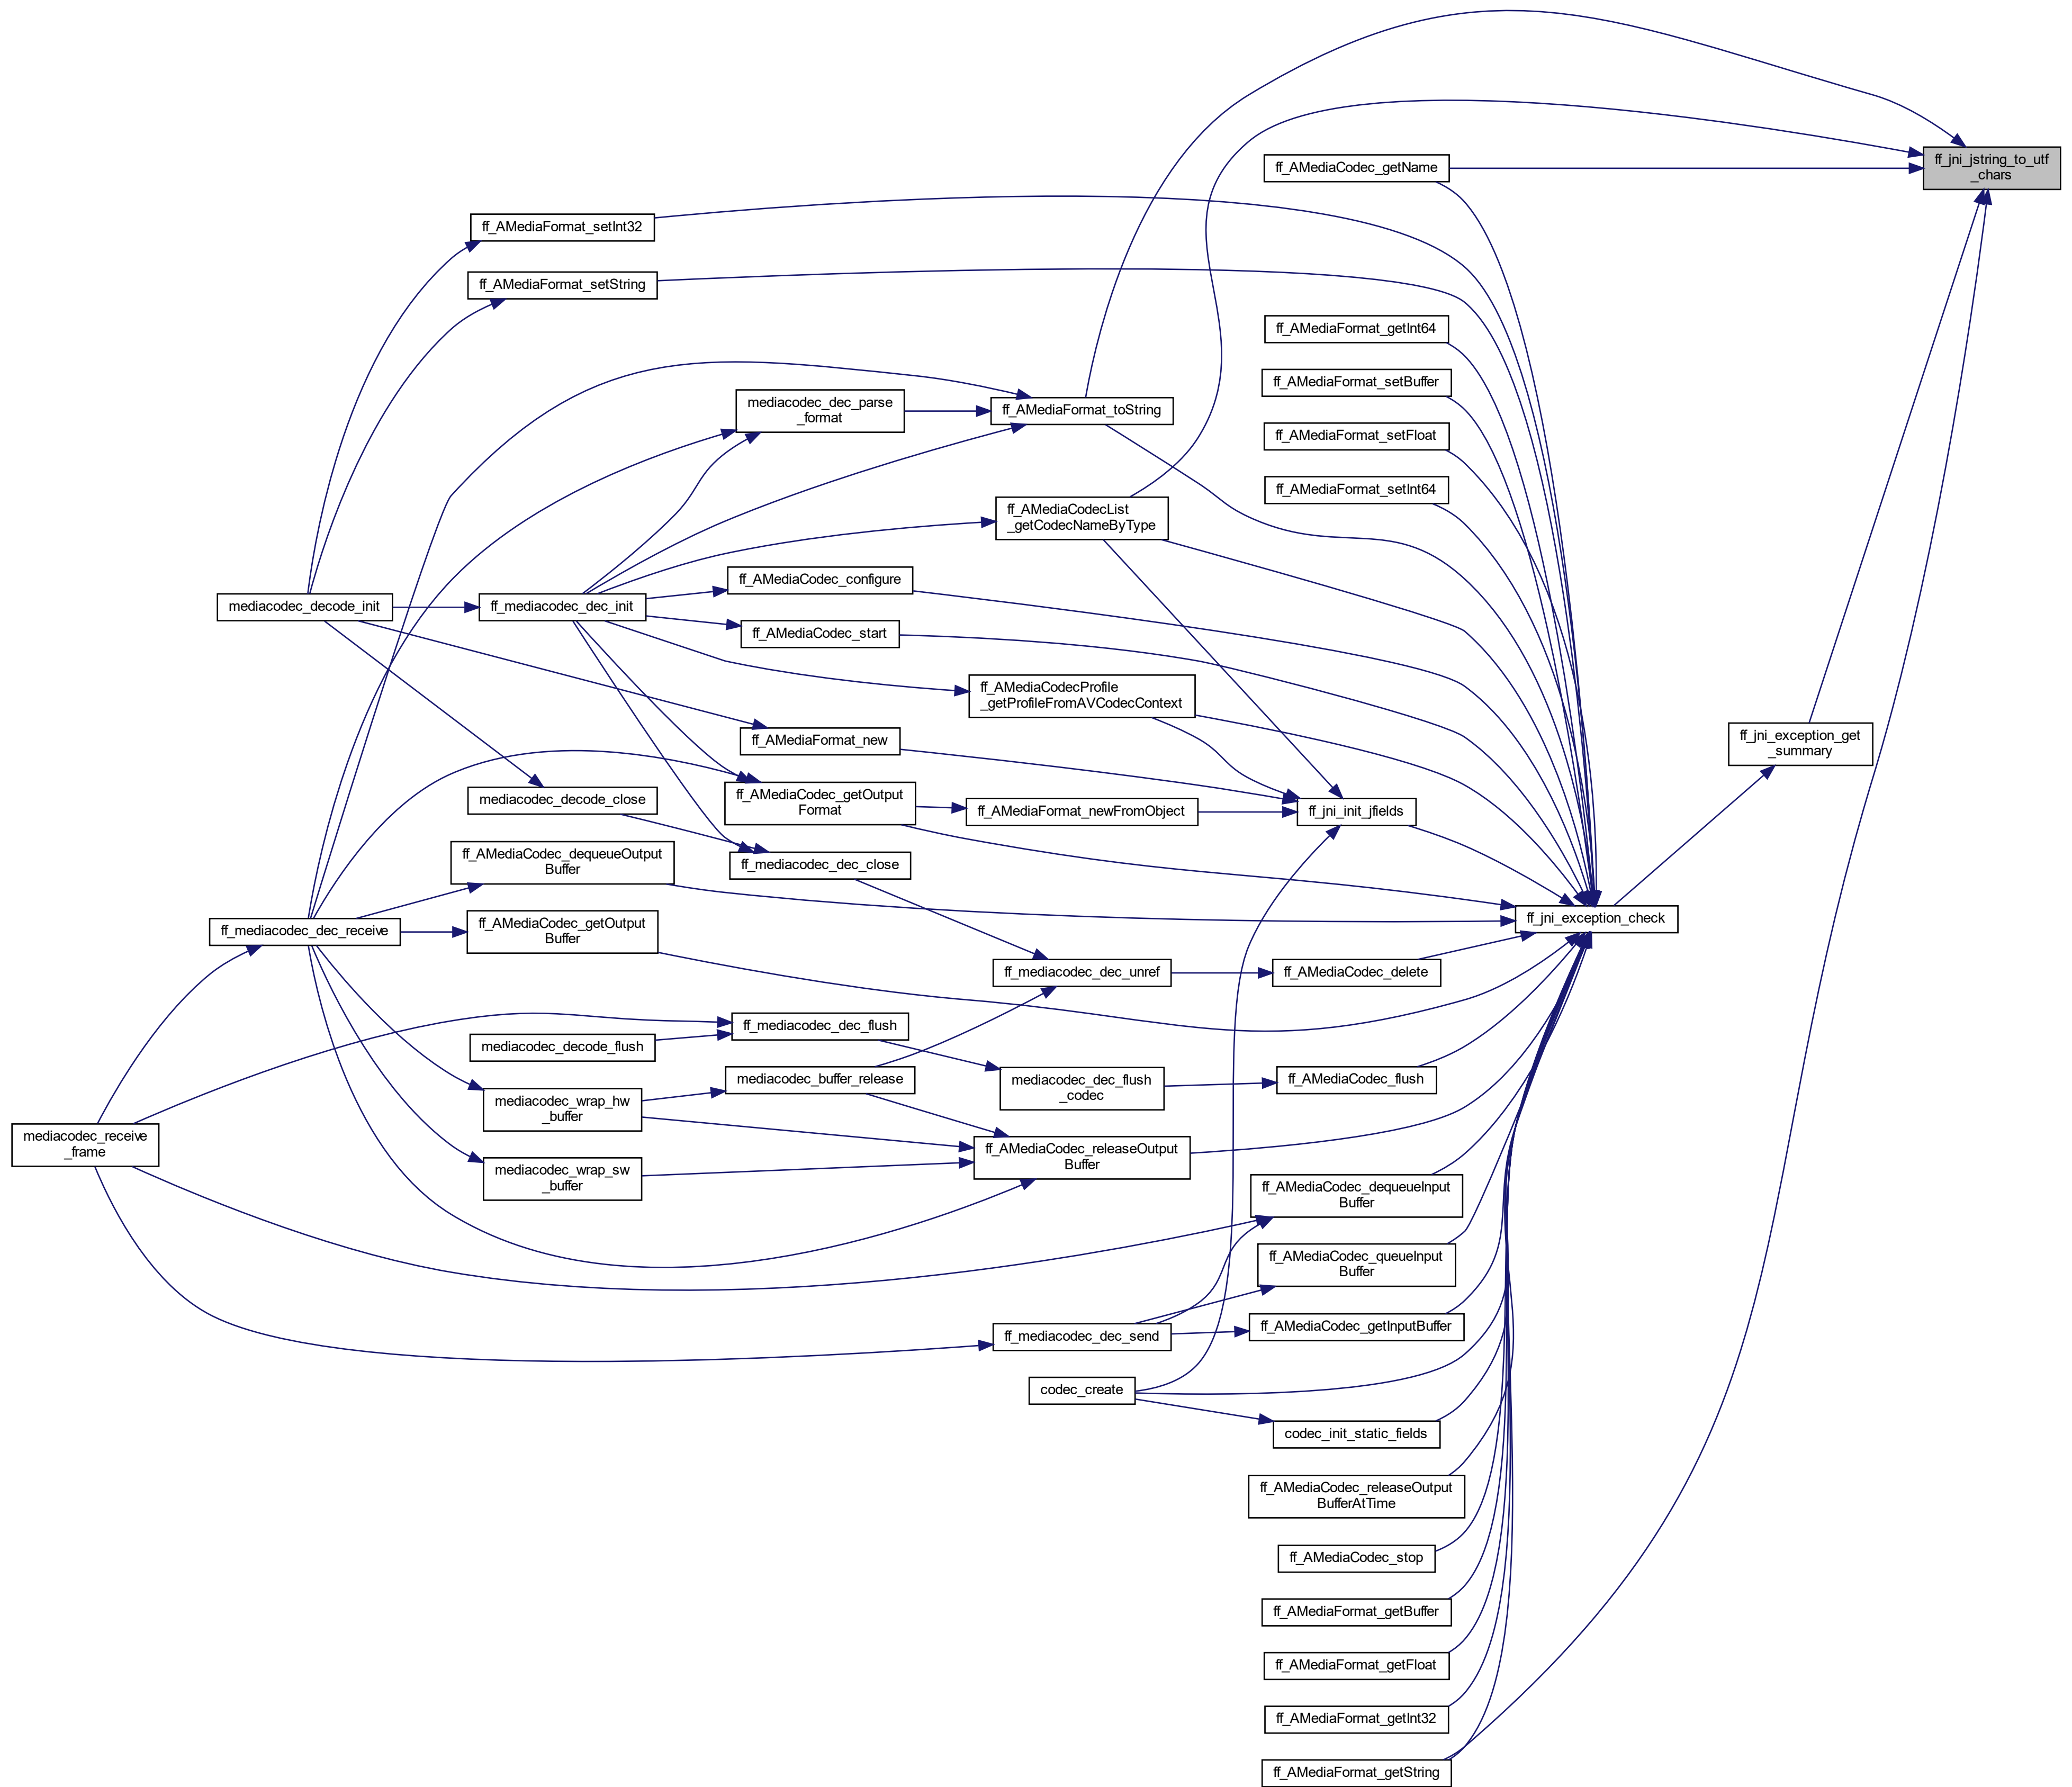 ff_jni_jstring_to_utf
_chars
ff_AMediaCodec_getName
ff_AMediaFormat_setInt32
ff_AMediaFormat_setString
ff_AMediaFormat_getInt64
ff_AMediaFormat_setBuffer
mediacodec_dec_parse
_format
ff_AMediaFormat_toString
ff_AMediaFormat_setFloat
ff_AMediaFormat_setInt64
ff_AMediaCodecList
_getCodecNameByType
ff_AMediaCodec_configure
mediacodec_decode_init
ff_mediacodec_dec_init
ff_AMediaCodec_start
ff_AMediaCodecProfile
_getProfileFromAVCodecContext
ff_AMediaFormat_new
ff_jni_exception_get
_summary
mediacodec_decode_close
ff_AMediaCodec_getOutput
Format
ff_AMediaFormat_newFromObject
ff_jni_init_jfields
ff_AMediaCodec_dequeueOutput
Buffer
ff_mediacodec_dec_close
ff_mediacodec_dec_receive
ff_AMediaCodec_getOutput
Buffer
ff_jni_exception_check
ff_mediacodec_dec_unref
ff_AMediaCodec_delete
ff_mediacodec_dec_flush
mediacodec_decode_flush
mediacodec_buffer_release
mediacodec_dec_flush
_codec
ff_AMediaCodec_flush
mediacodec_wrap_hw
_buffer
mediacodec_receive
_frame
ff_AMediaCodec_releaseOutput
Buffer
mediacodec_wrap_sw
_buffer
ff_AMediaCodec_dequeueInput
Buffer
ff_AMediaCodec_queueInput
Buffer
ff_mediacodec_dec_send
ff_AMediaCodec_getInputBuffer
codec_create
codec_init_static_fields
ff_AMediaCodec_releaseOutput
BufferAtTime
ff_AMediaCodec_stop
ff_AMediaFormat_getBuffer
ff_AMediaFormat_getFloat
ff_AMediaFormat_getInt32
ff_AMediaFormat_getString